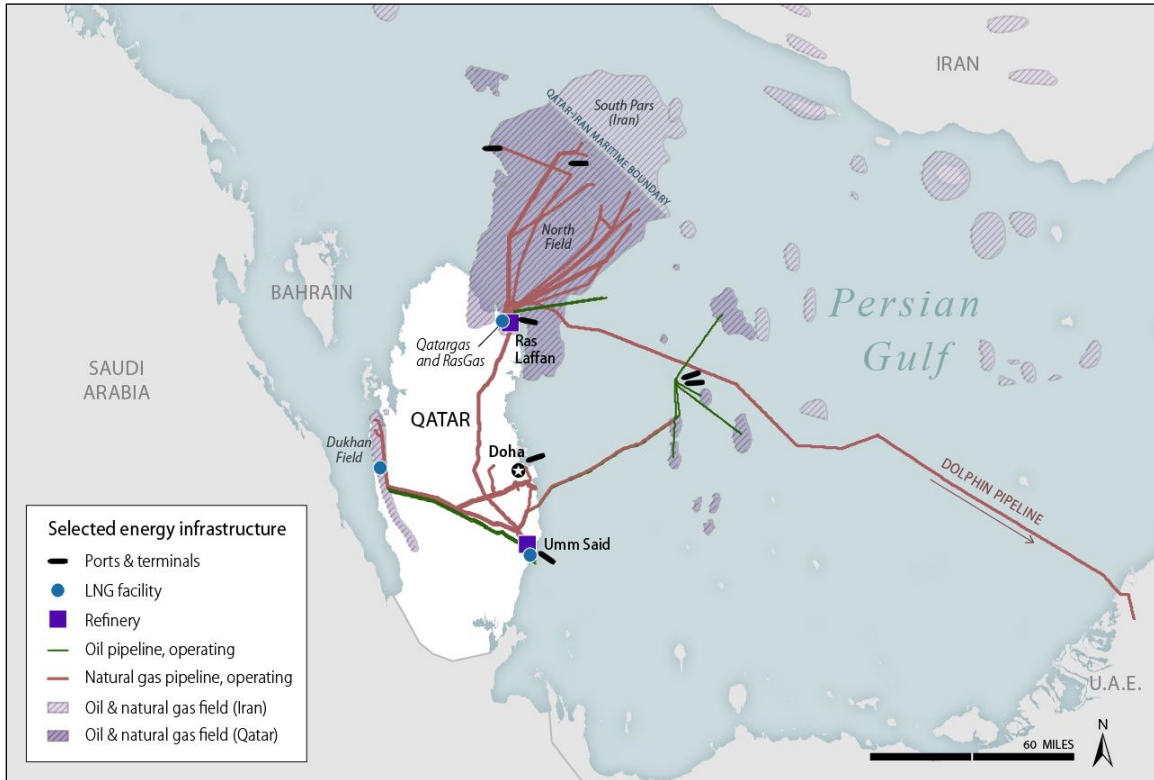 IRAN
South Pars
(Iran)
QATAR-IRAN MARITIME BOUNDARY
North
Field
BAHRAIN
Persian
Gulf
Qatargas
and RasGas
Ras
Laffan
SAUDI
ARABIA
QATAR
Dukhan
Field
Doha
DOLPHIN PIPELINE
Umm Said
U.A.E.
Selected energy infrastructure
Ports & terminals
LNG facility
Refinery
Oil pipeline, operating
Natural gas pipeline, operating
Oil & natural gas field (Iran)
Oil & natural gas field (Qatar)
N
60 MILES